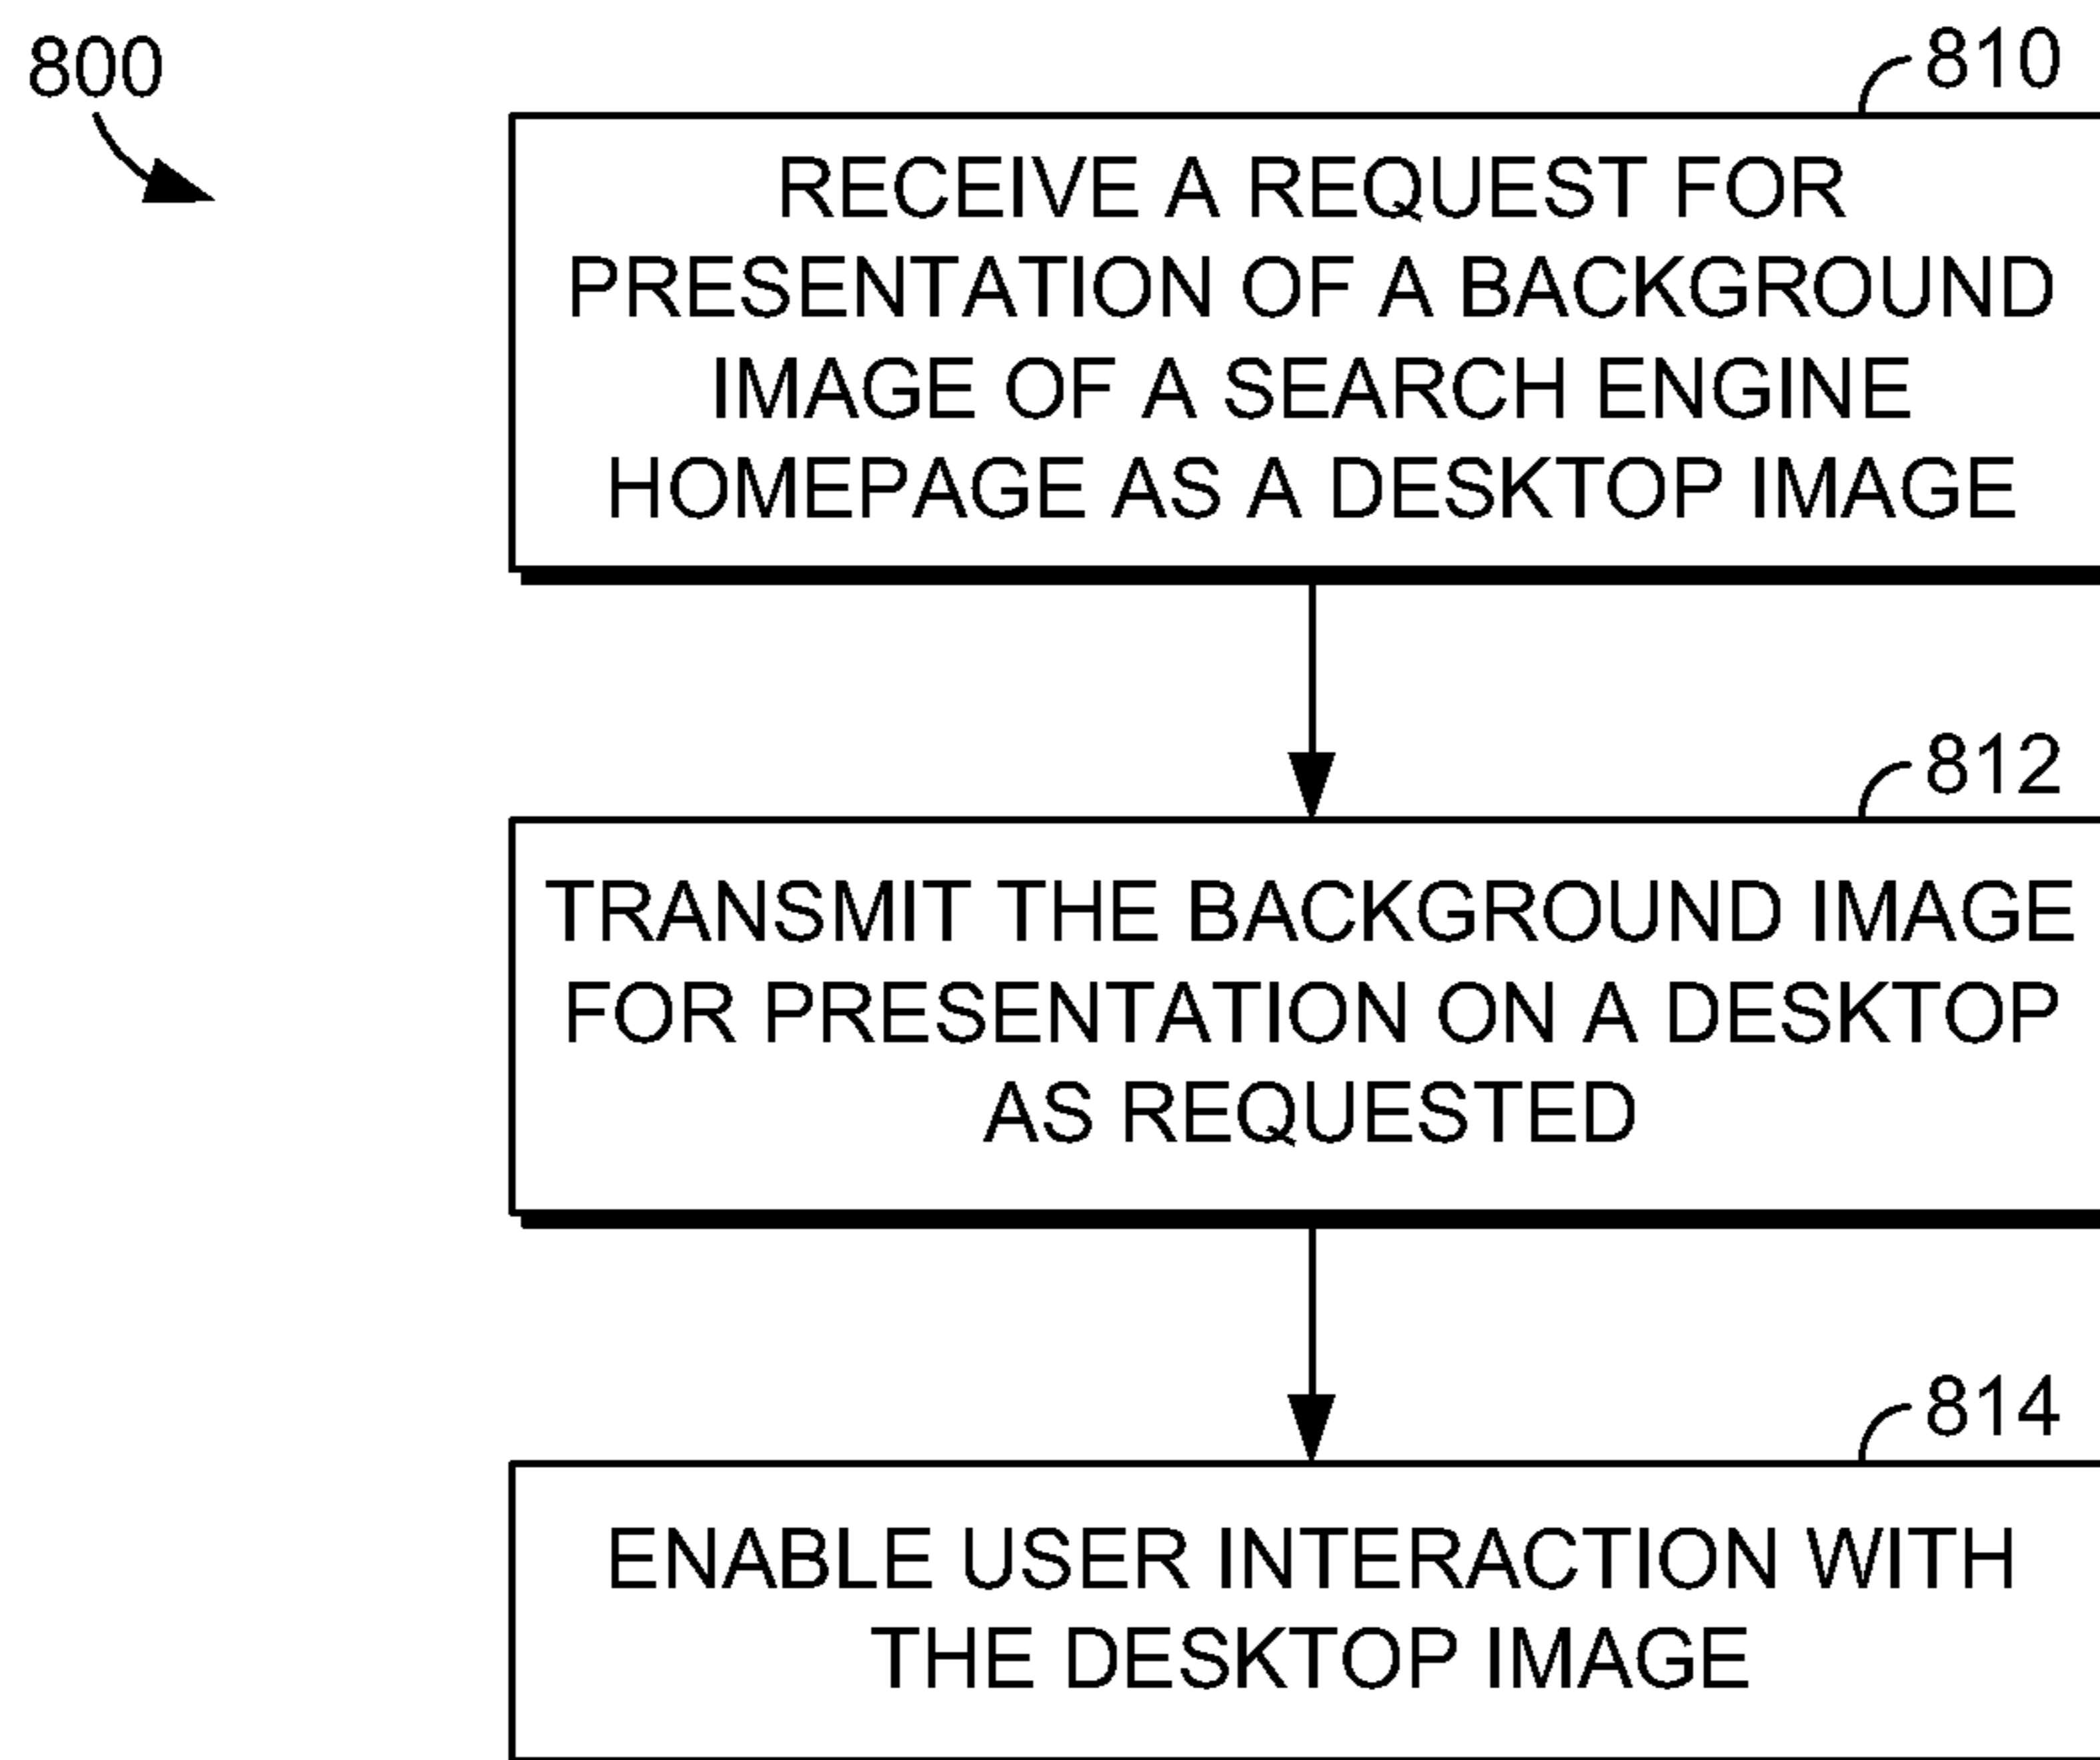 800
810
RECEIVE A REQUEST FOR
PRESENTATION OF A BACKGROUND
IMAGE OF A SEARCH ENGINE
HOMEPAGE AS A DESKTOP IMAGE
812
TRANSMIT THE BACKGROUND IMAGE
FOR PRESENTATION ON A DESKTOP
AS REQUESTED
814
ENABLE USER INTERACTION WITH
THE DESKTOP IMAGE